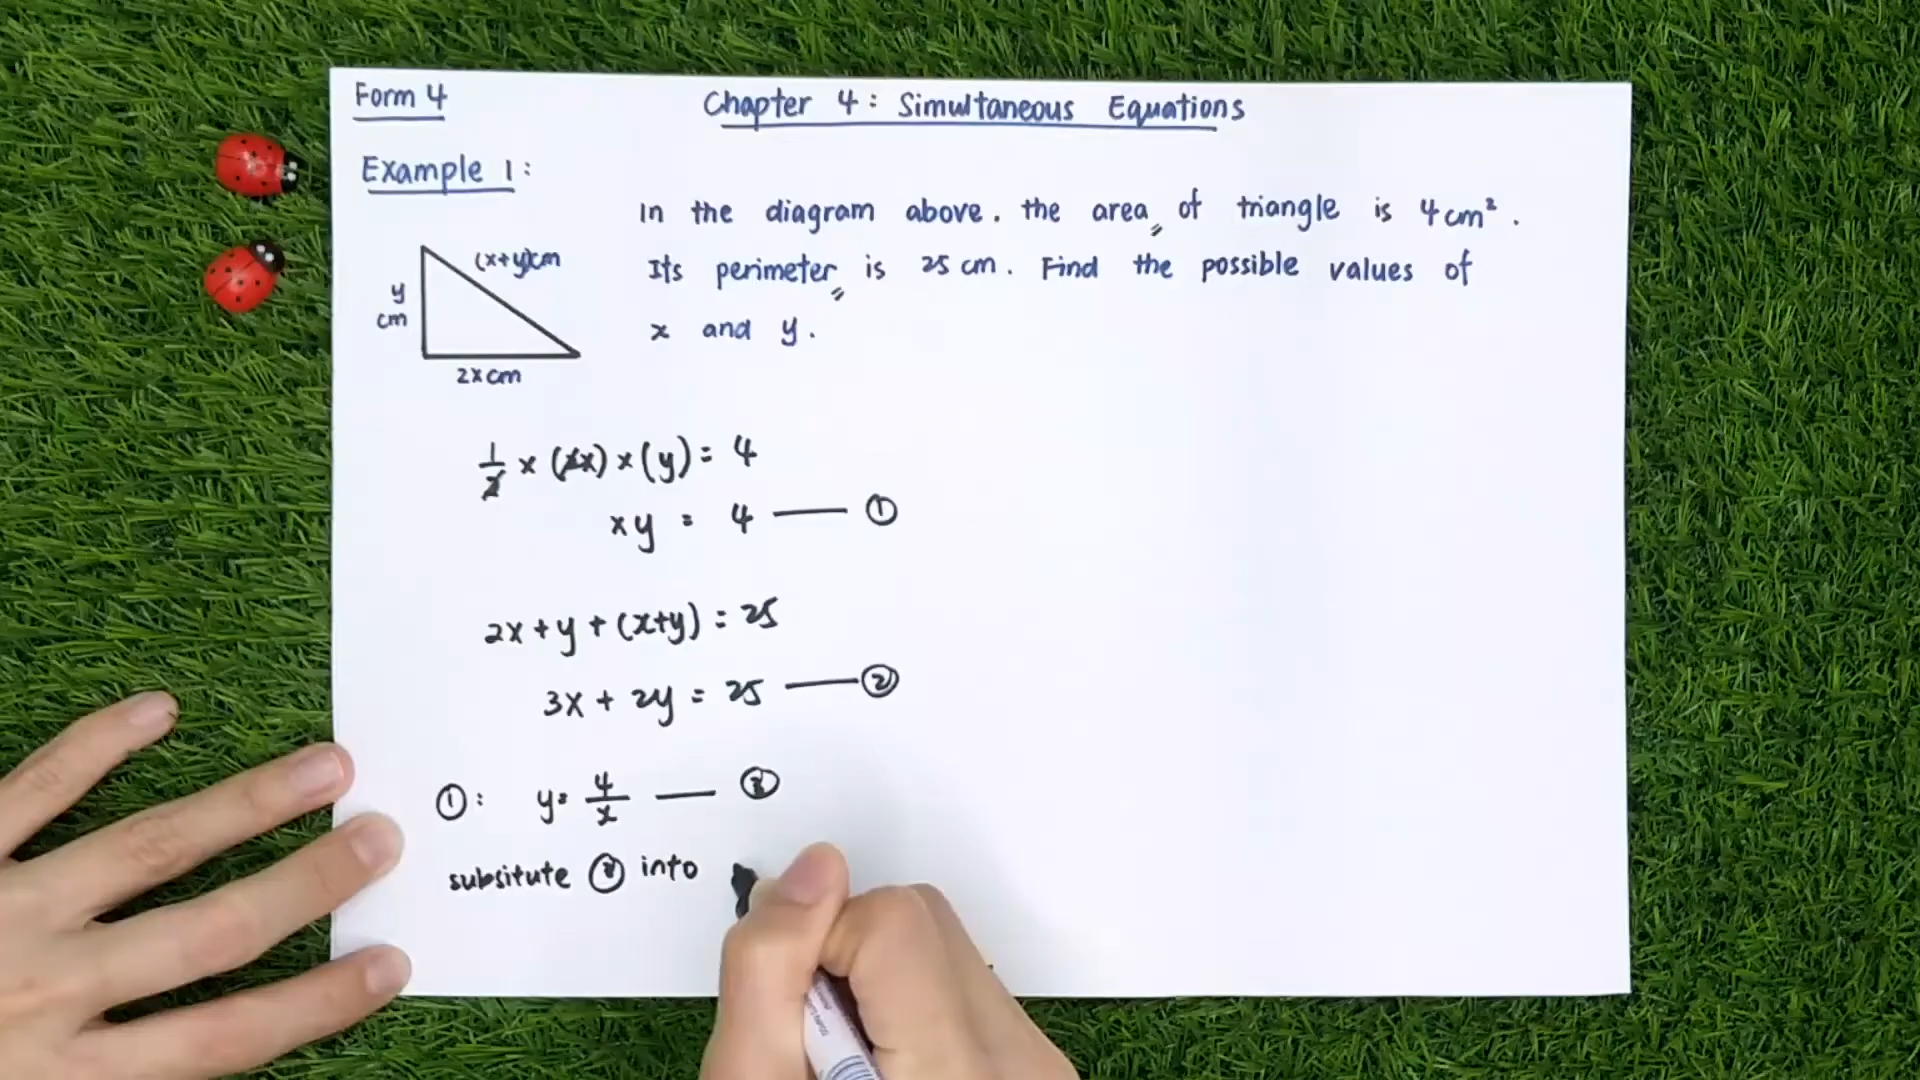 Form 4
Chapter 4: Simultaneous Equations
Example 1:
In the diagram above. the area of triangle is 4cm².
Its perimeter is 25 cm. Find the possible values of
x and y.
(x+y)cm
y
cm
2x cm
1/2 x (2x) x (y) = 4
xy = 4 —— ①
2x + y + (x+y) = 25
3x + 2y = 25 —— ②
①: y = 4/x —— ③
subsitute ③ into